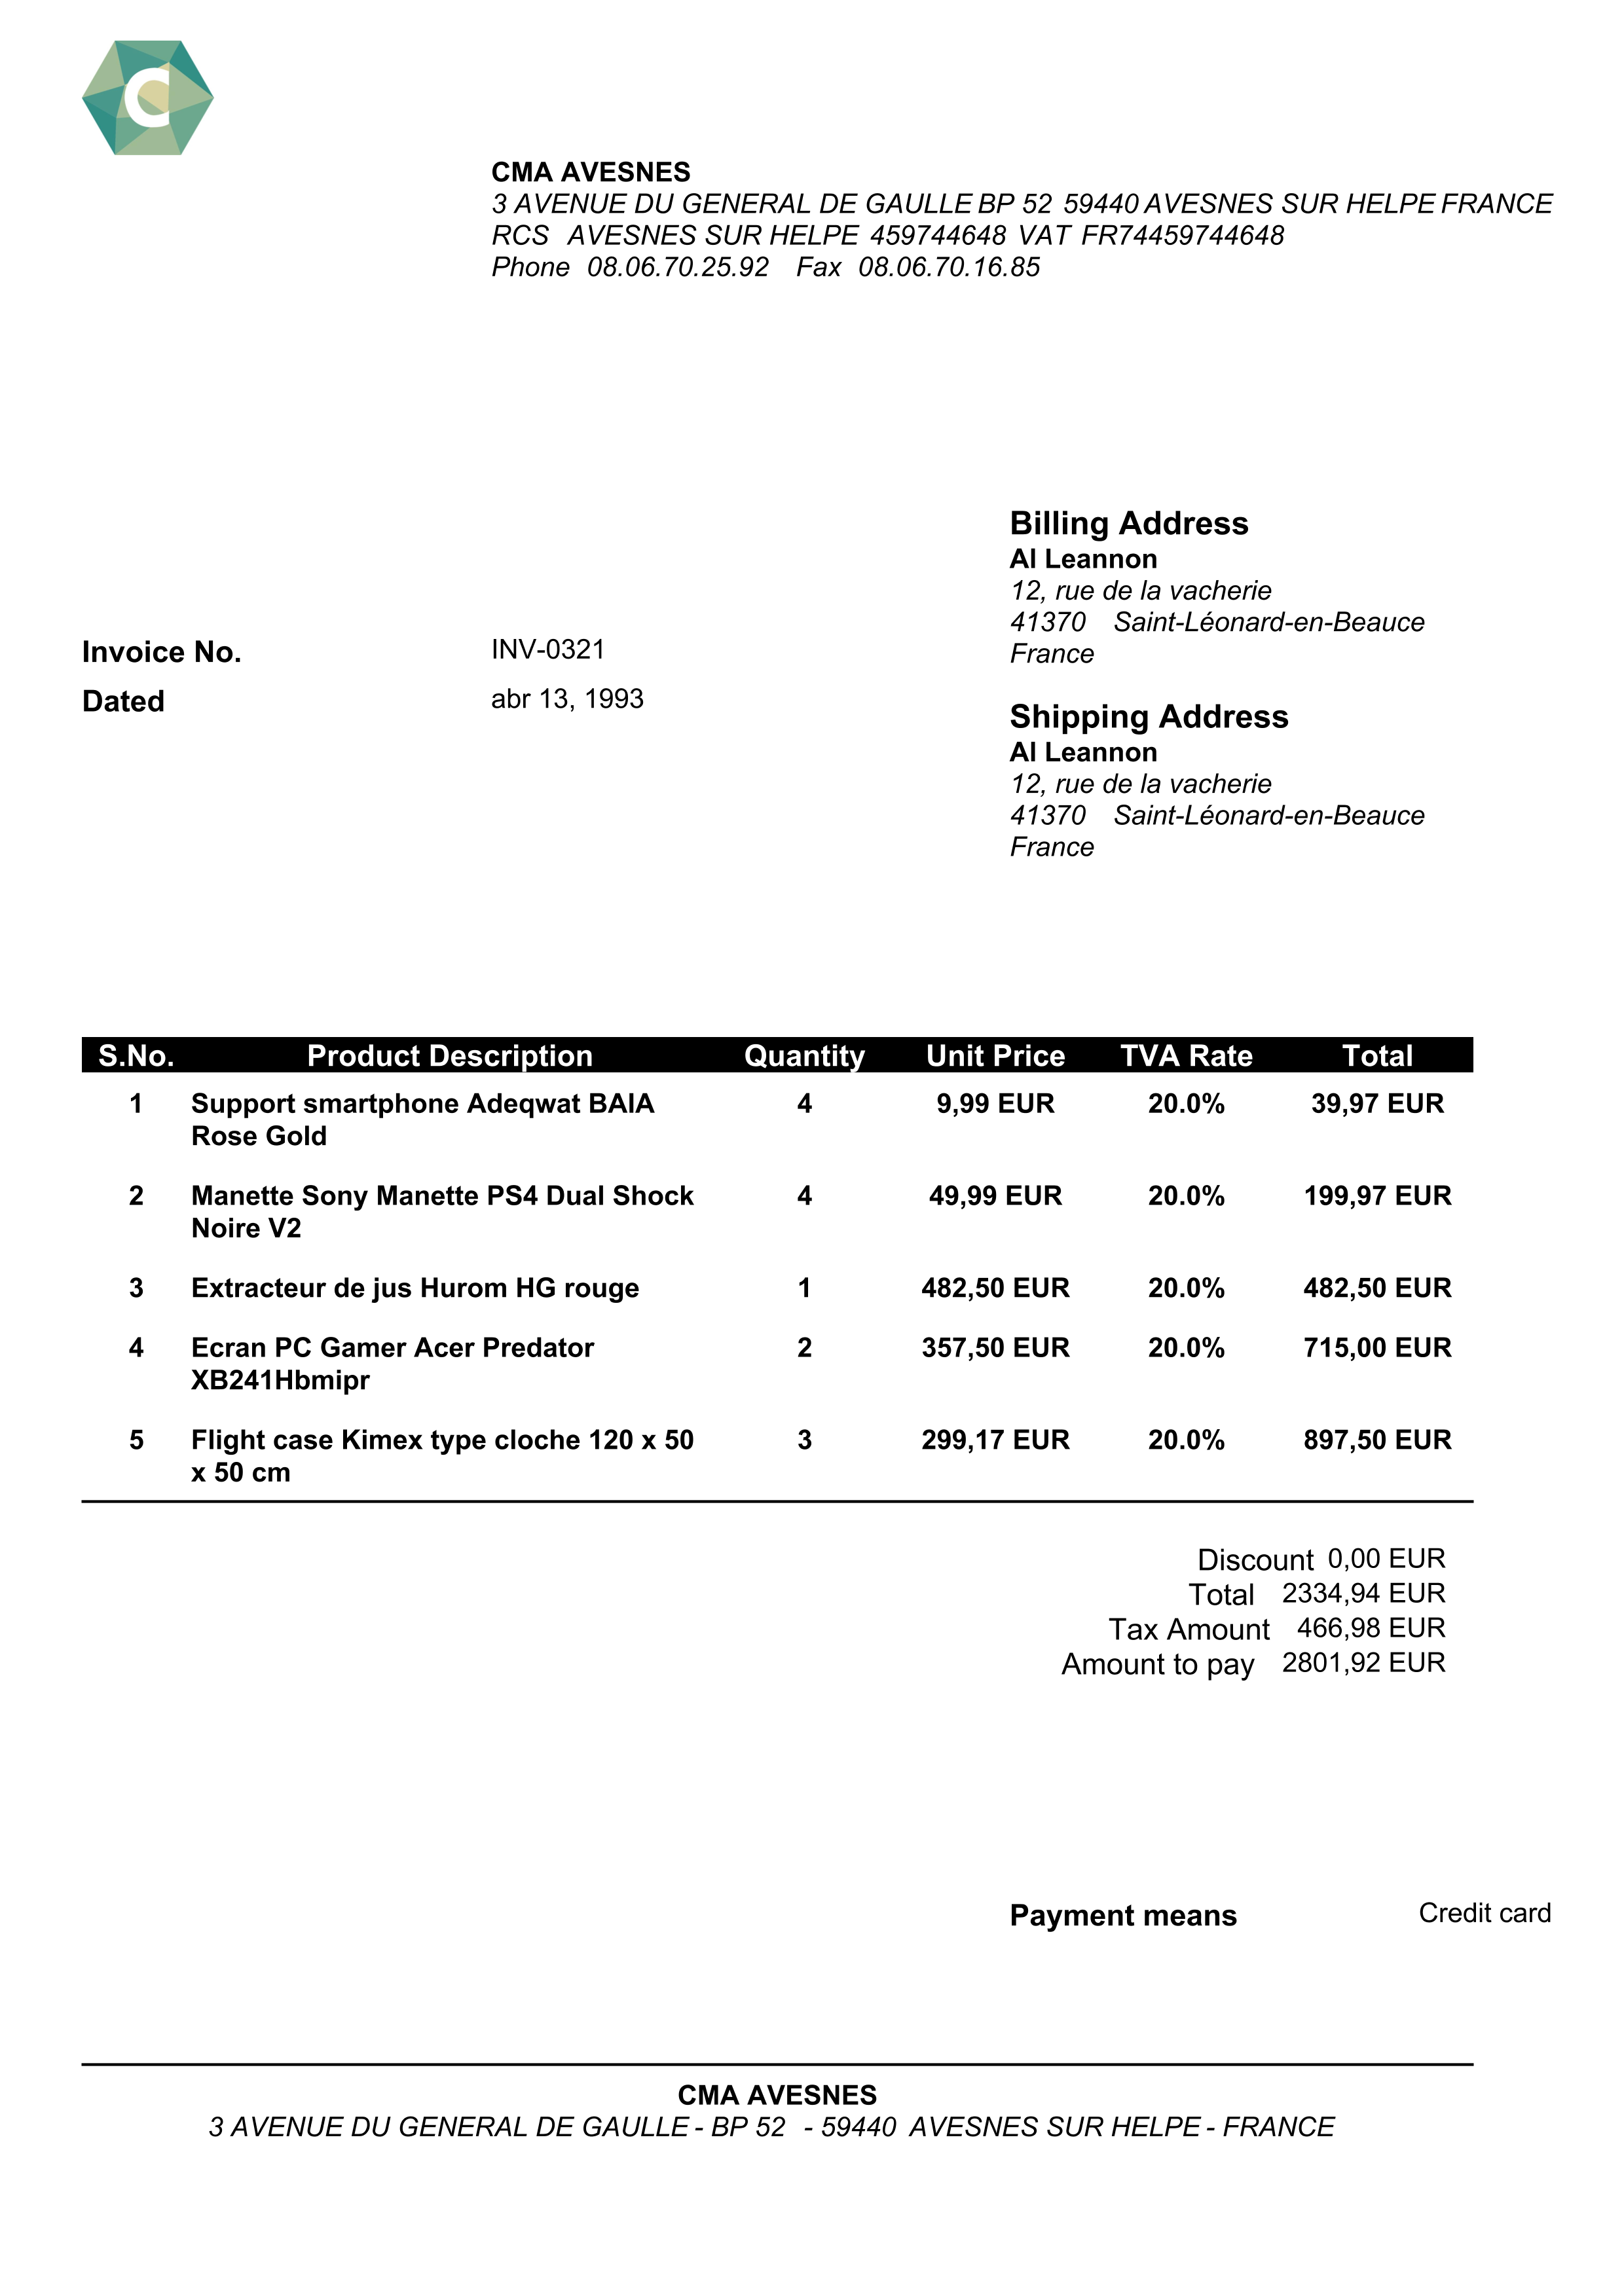 C
CMA AVESNES
3 AVENUE DU GENERAL DE GAULLE BP 52 59440 AVESNES SUR HELPE FRANCE
RCS AVESNES SUR HELPE 459744648 VAT FR74459744648
Phone 08.06.70.25.92 Fax 08.06.70.16.85
Billing Address
Al Leannon
12, rue de la vacherie
41370 Saint-Léonard-en-Beauce
France
Invoice No. INV-0321
Dated abr 13, 1993
Shipping Address
Al Leannon
12, rue de la vacherie
41370 Saint-Léonard-en-Beauce
France
S.No. Product Description Quantity Unit Price TVA Rate Total
1 Support smartphone Adeqwat BAIA 4 9,99 EUR 20.0% 39,97 EUR
Rose Gold
2 Manette Sony Manette PS4 Dual Shock 4 49,99 EUR 20.0% 199,97 EUR
Noire V2
3 Extracteur de jus Hurom HG rouge 1 482,50 EUR 20.0% 482,50 EUR
4 Ecran PC Gamer Acer Predator 2 357,50 EUR 20.0% 715,00 EUR
XB241Hbmipr
5 Flight case Kimex type cloche 120 x 50 3 299,17 EUR 20.0% 897,50 EUR
x 50 cm
Discount 0,00 EUR
Total 2334,94 EUR
Tax Amount 466,98 EUR
Amount to pay 2801,92 EUR
Payment means Credit card
CMA AVESNES
3 AVENUE DU GENERAL DE GAULLE - BP 52 - 59440 AVESNES SUR HELPE - FRANCE